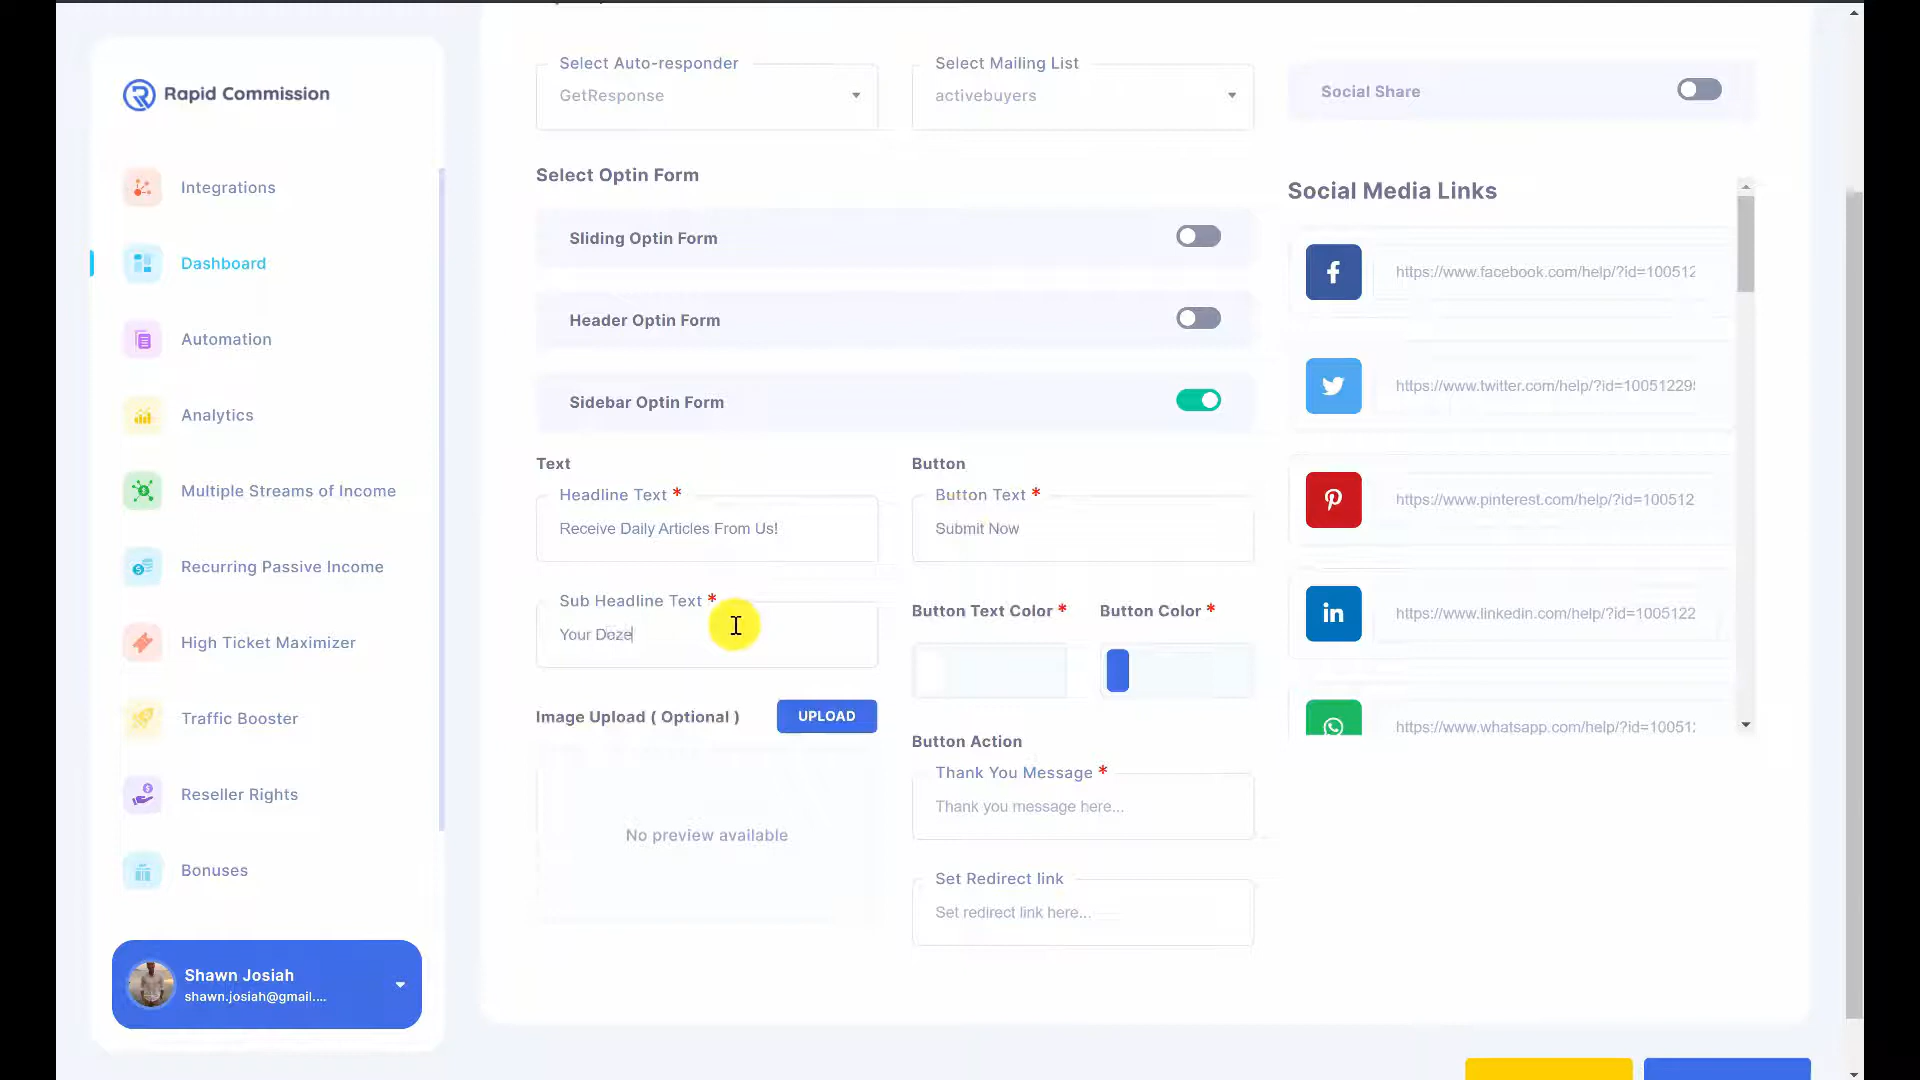 Rapid Commission
Integrations
Dashboard
Automation
Analytics
Multiple Streams of Income
Recurring Passive Income
High Ticket Maximizer
Traffic Booster
Reseller Rights
Bonuses
Shawn Josiah
shawn.josiah@gmail....
Select Auto-responder
GetResponse
Select Mailing List
activebuyers
Select Optin Form
Sliding Optin Form
Header Optin Form
Sidebar Optin Form
Text
Headline Text *
Receive Daily Articles From Us!
Sub Headline Text *
Your Doze
Image Upload ( Optional )
UPLOAD
No preview available
Button
Button Text *
Submit Now
Button Text Color *
Button Color *
Button Action
Thank You Message *
Thank you message here...
Set Redirect link
Set redirect link here...
Social Share
Social Media Links
https://www.facebook.com/help/?id=100512
https://www.twitter.com/help/?id=10051229
https://www.pinterest.com/help/?id=100512
https://www.linkedin.com/help/?id=1005122
https://www.whatsapp.com/help/?id=10051